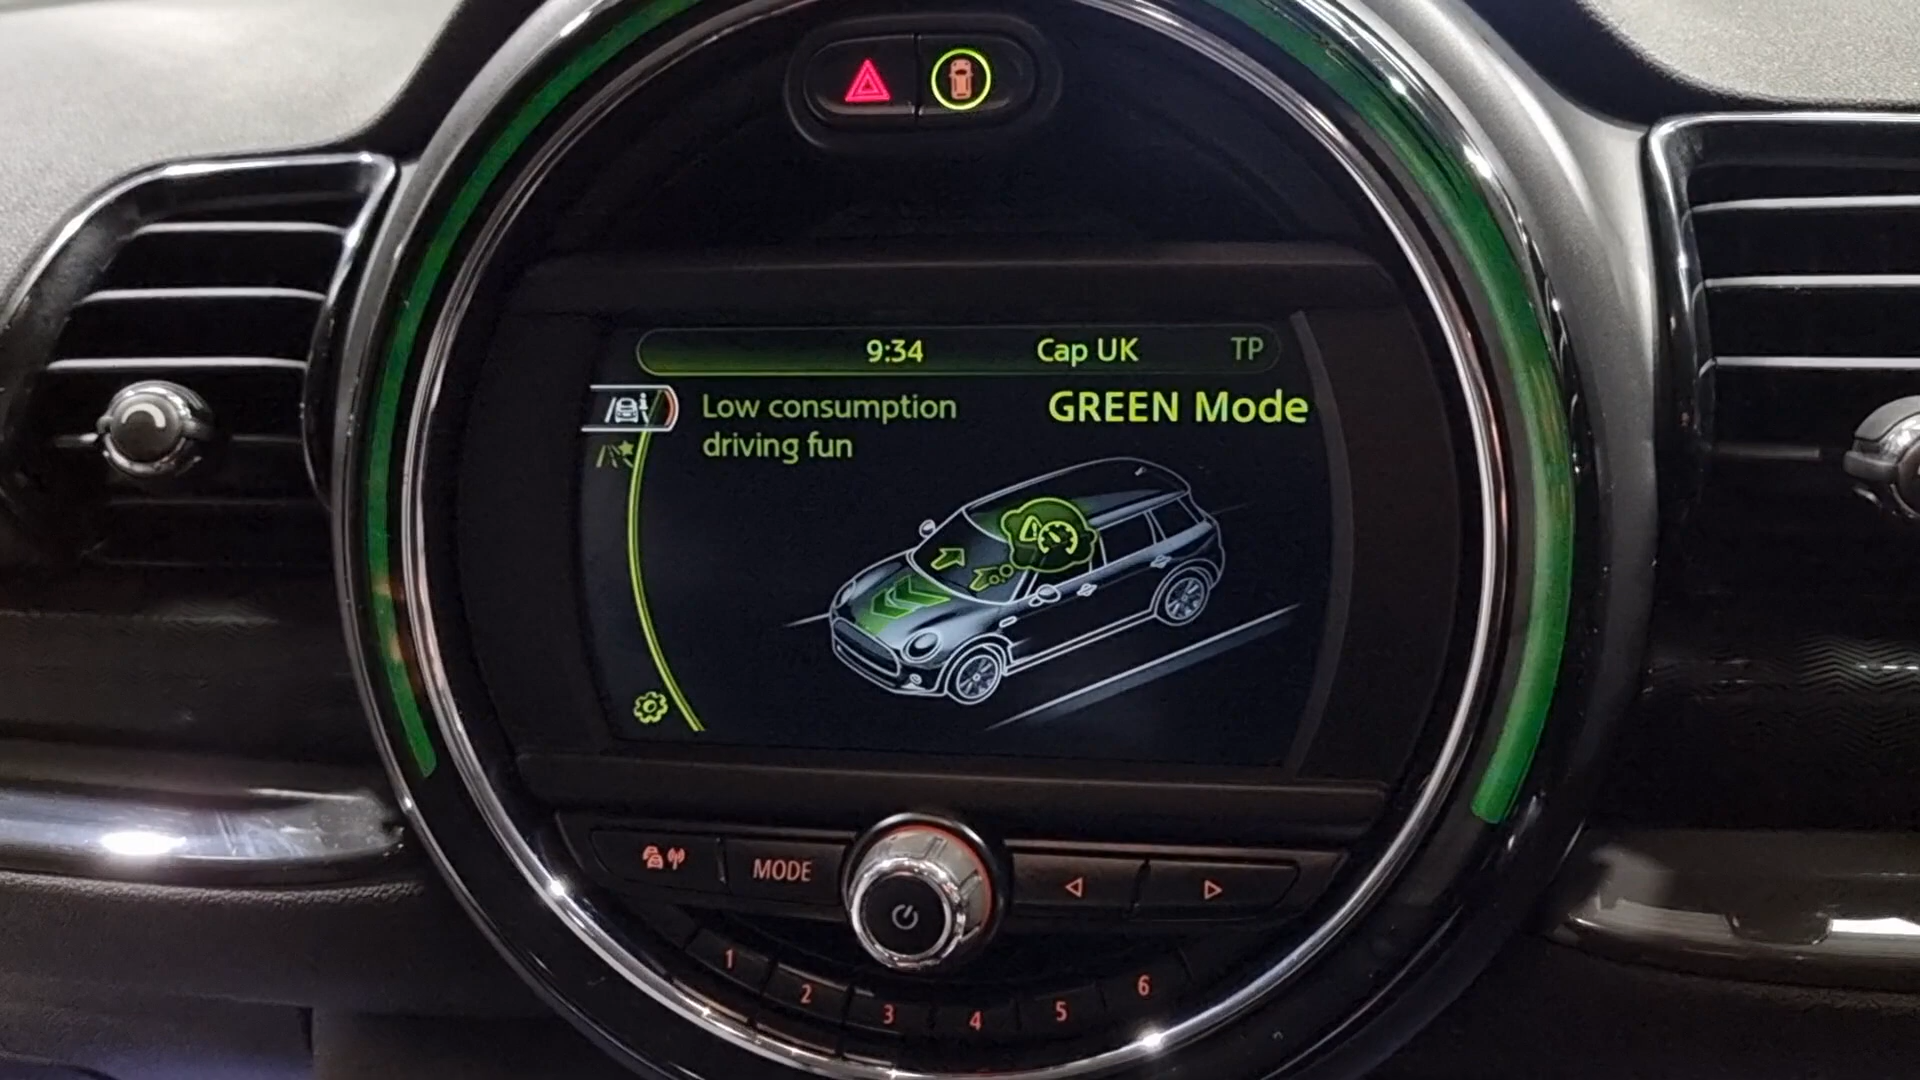 9:34 Cap UK TP
Low consumption GREEN Mode
driving fun
MODE
1 2 3 4 5 6